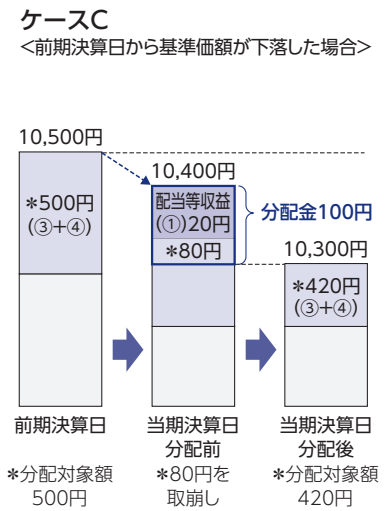 ケースC
<前期決算日から基準価額が下落した場合>
10,500円
*500円
(③+④)
10,400円
配当等収益
(①)20円
*80円
分配金100円
10,300円
*420円
(③+④)
前期決算日
*分配対象額
500円
当期決算日
分配前
*80円を
取崩し
当期決算日
分配後
*分配対象額
420円